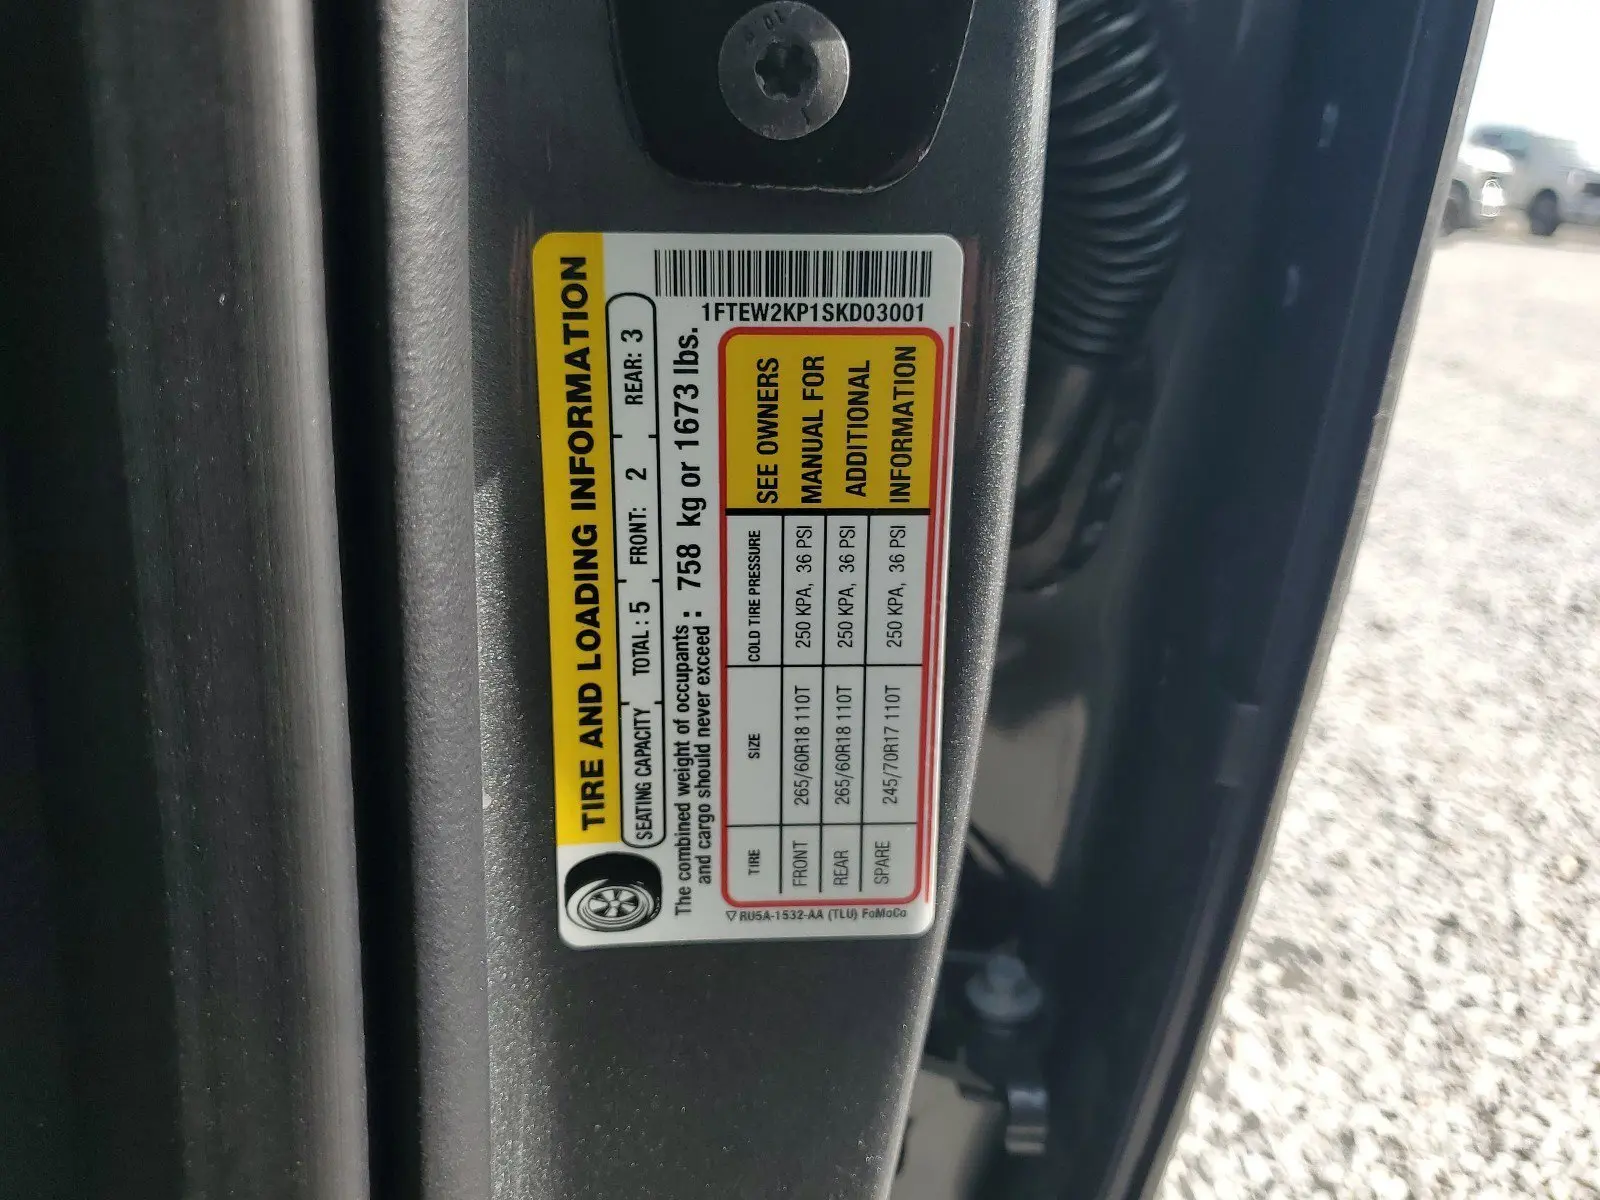 1FTEW2KP1SKD03001
TIRE AND LOADING INFORMATION
SEATING CAPACITY TOTAL : 5 FRONT: 2 REAR: 3
The combined weight of occupants
and cargo should never exceed : 758 kg or 1673 lbs.
TIRE SIZE COLD TIRE PRESSURE
FRONT 265/60R18 110T 250 KPA, 36 PSI
REAR 265/60R18 110T 250 KPA, 36 PSI
SPARE 245/70R17 110T 250 KPA, 36 PSI
SEE OWNERS
MANUAL FOR
ADDITIONAL
INFORMATION
RU5A-1532-AA (TLU) FoMoCo